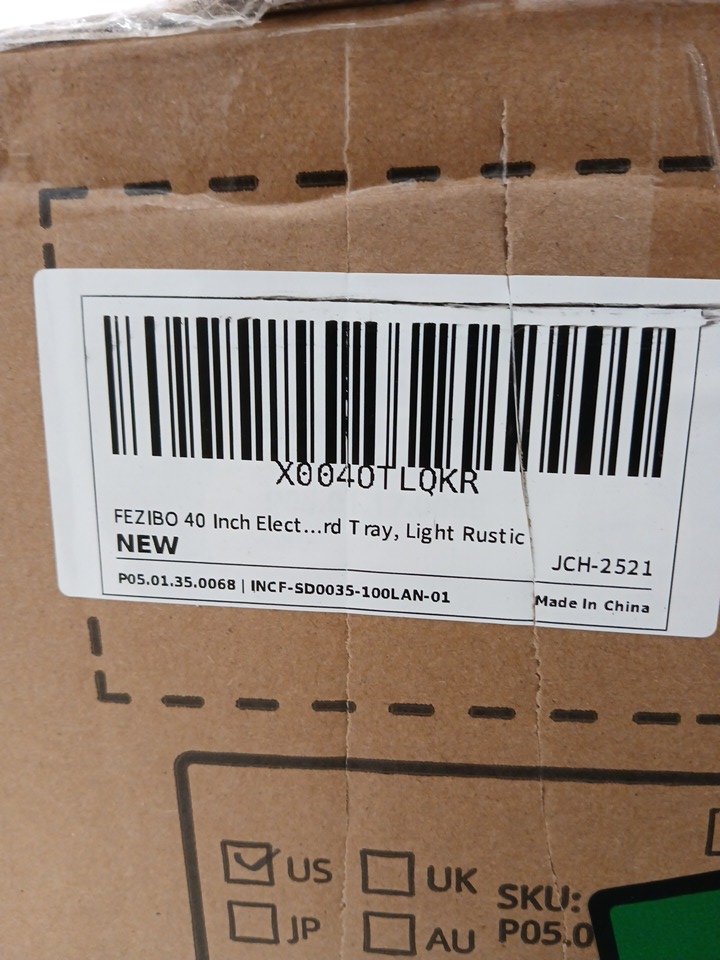 X004OTLQKR
FEZIBO 40 Inch Elect...rd Tray, Light Rustic
NEW
JCH-2521
P05.01.35.0068 | INCF-SD0035-100LAN-01
Made In China
US
UK
SKU:
JP
AU
P05.0